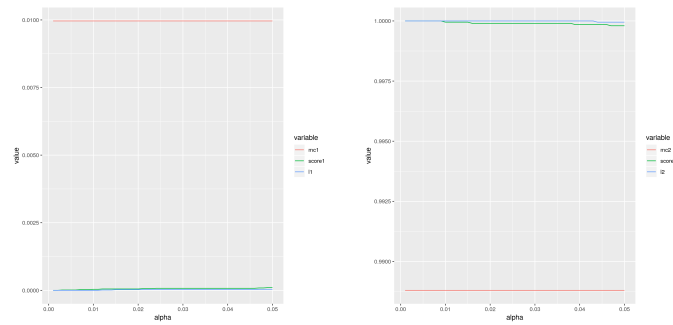 0.0100
0.0075
0.0050
0.0025
0.0000
value
0.00
0.01
0.02
0.03
0.04
0.05
alpha
variable
mc1
score1
l1
1.0000
0.9975
0.9950
0.9925
0.9900
value
0.00
0.01
0.02
0.03
0.04
0.05
alpha
variable
mc2
score
l2